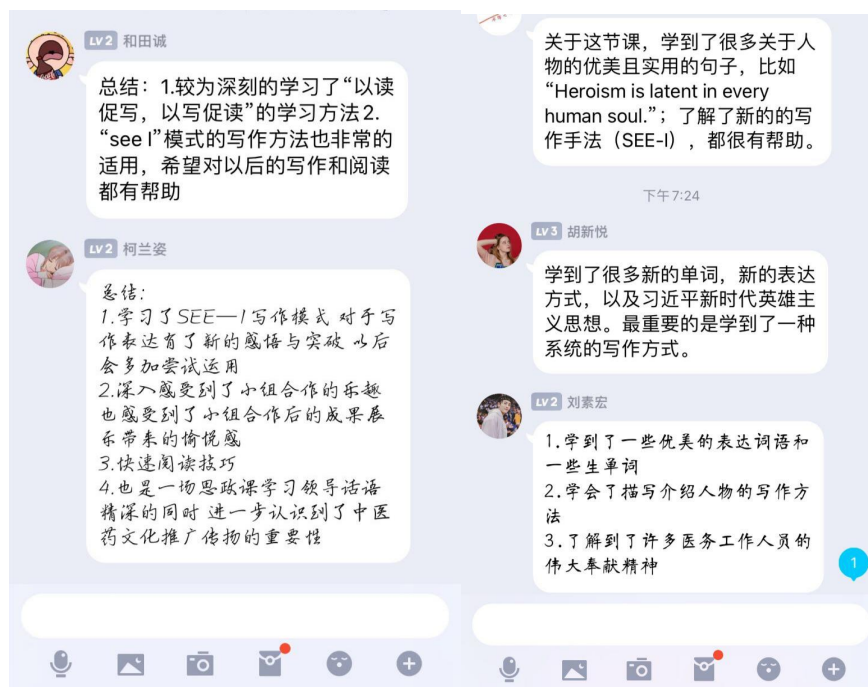 LV2 和田诚
总结：1.较为深刻的学习了“以读
促写，以写促读”的学习方法2.
“see I”模式的写作方法也非常的
适用，希望对以后的写作和阅读
都有帮助
LV2 柯兰姿
总结：
1.学习了SEE—I写作模式 对于写
作表达有了新的感悟与突破 以后
会多加尝试运用
2.深入感受到了小组合作的乐趣
也感受到了小组合作后的成果展
示带来的愉悦感
3.快速阅读技巧
4.也是一场思政课学习领导话语
精深的同时 进一步认识到了中医
药文化推广传扬的重要性
关于这节课，学到了很多关于人
物的优美且实用的句子，比如
“Heroism is latent in every
human soul.”；了解了新的的写
作手法（SEE-I），都很有帮助。
下午7:24
LV3 胡新悦
学到了很多新的单词，新的表达
方式，以及习近平新时代英雄主
义思想。最重要的是学到了一种
系统的写作方式。
LV2 刘素宏
1.学到了一些优美的表达词语和
一些生单词
2.学会了描写介绍人物的写作方
法
3.了解到了许多医务工作人员的
伟大奉献精神
1